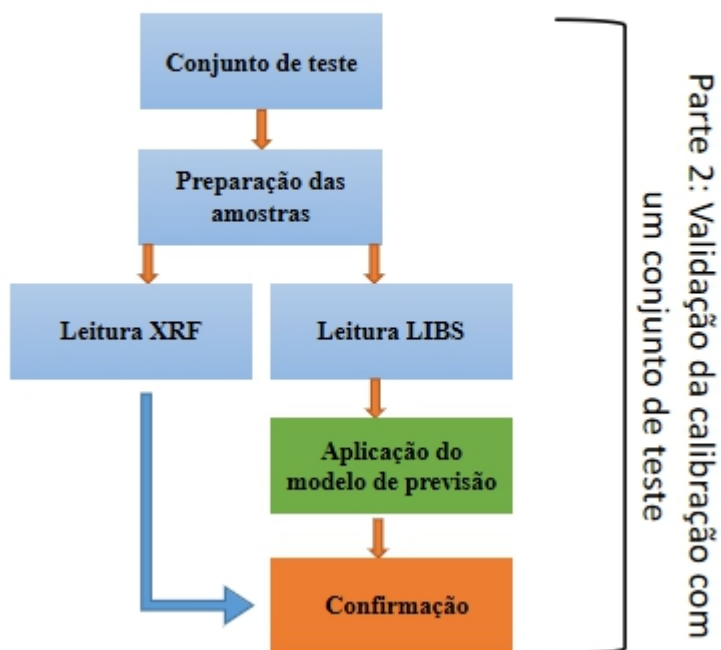 Conjunto de teste
Preparação das
amostras
Leitura XRF
Leitura LIBS
Aplicação do
modelo de previsão
Confirmação
Parte 2: Validação da calibração com
um conjunto de teste